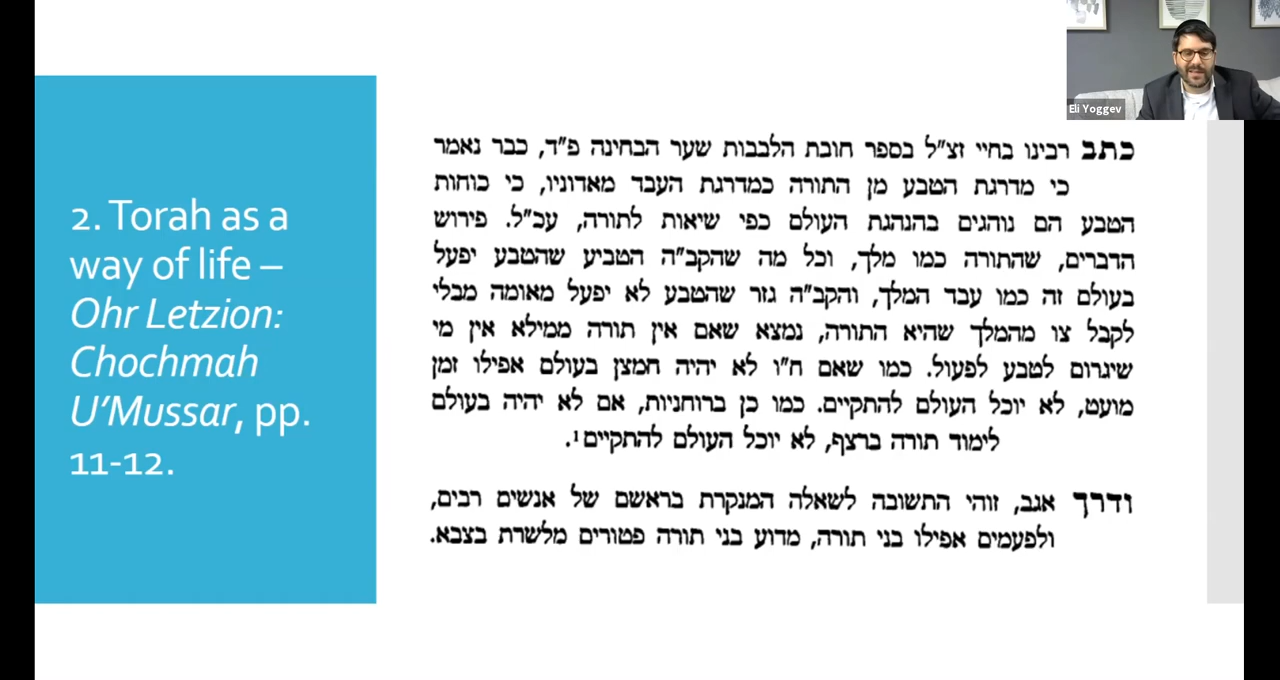 Eli Yoggev
2. Torah as a
way of life –
Ohr Letzion:
Chochmah
U'Mussar, pp.
11-12.
כתב רבינו בחיי זצ"ל בספר חובת הלבבות שער הבחינה פ"ד, כבר נאמר
כי מדרגת הטבע מן התורה כמדרגת העבד מאדוניו, כי כוחות
הטבע הם נוהגים בהנהגת העולם כפי שיאות לתורה, עכ"ל. פירוש
הדברים, שהתורה כמו מלך, וכל מה שהקב"ה הטביע שהטבע יפעל
בעולם זה כמו עבד המלך, והקב"ה גזר שהטבע לא יפעל מאומה מבלי
לקבל צו מהמלך שהיא התורה, נמצא שאם אין תורה ממילא אין מי
שיגרום לטבע לפעול. כמו שאם ח"ו לא יהיה חמצן בעולם אפילו זמן
מועט, לא יוכל העולם להתקיים. כמו כן ברוחניות, אם לא יהיה בעולם
לימוד תורה ברצף, לא יוכל העולם להתקיים¹.
ודרך אגב, זוהי התשובה לשאלה המנקרת בראשם של אנשים רבים,
ולפעמים אפילו בני תורה, מדוע בני תורה פטורים מלשרת בצבא.